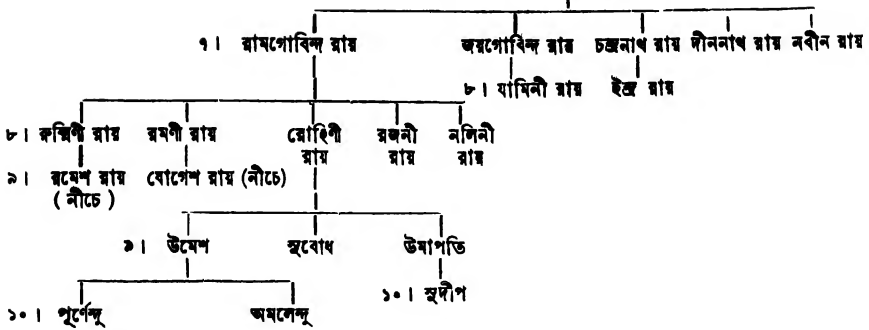 ৭। রামগোবিন্দ রায় জয়গোবিন্দ রায় চন্দ্রনাথ রায় দীননাথ রায় নবীন রায়
৮। যামিনী রায় ইন্দ্র রায়
৮। রুক্মিণী রায় রমণী রায় রোহিণী রজনী নলিনী
রায় রায় রায়
৯। রমেশ রায় যোগেশ রায় (নীচে)
( নীচে )
৯। উমেশ সুবোধ উমাপতি
১০। সুদীপ
১০। পূর্ণেন্দু অমলেন্দু